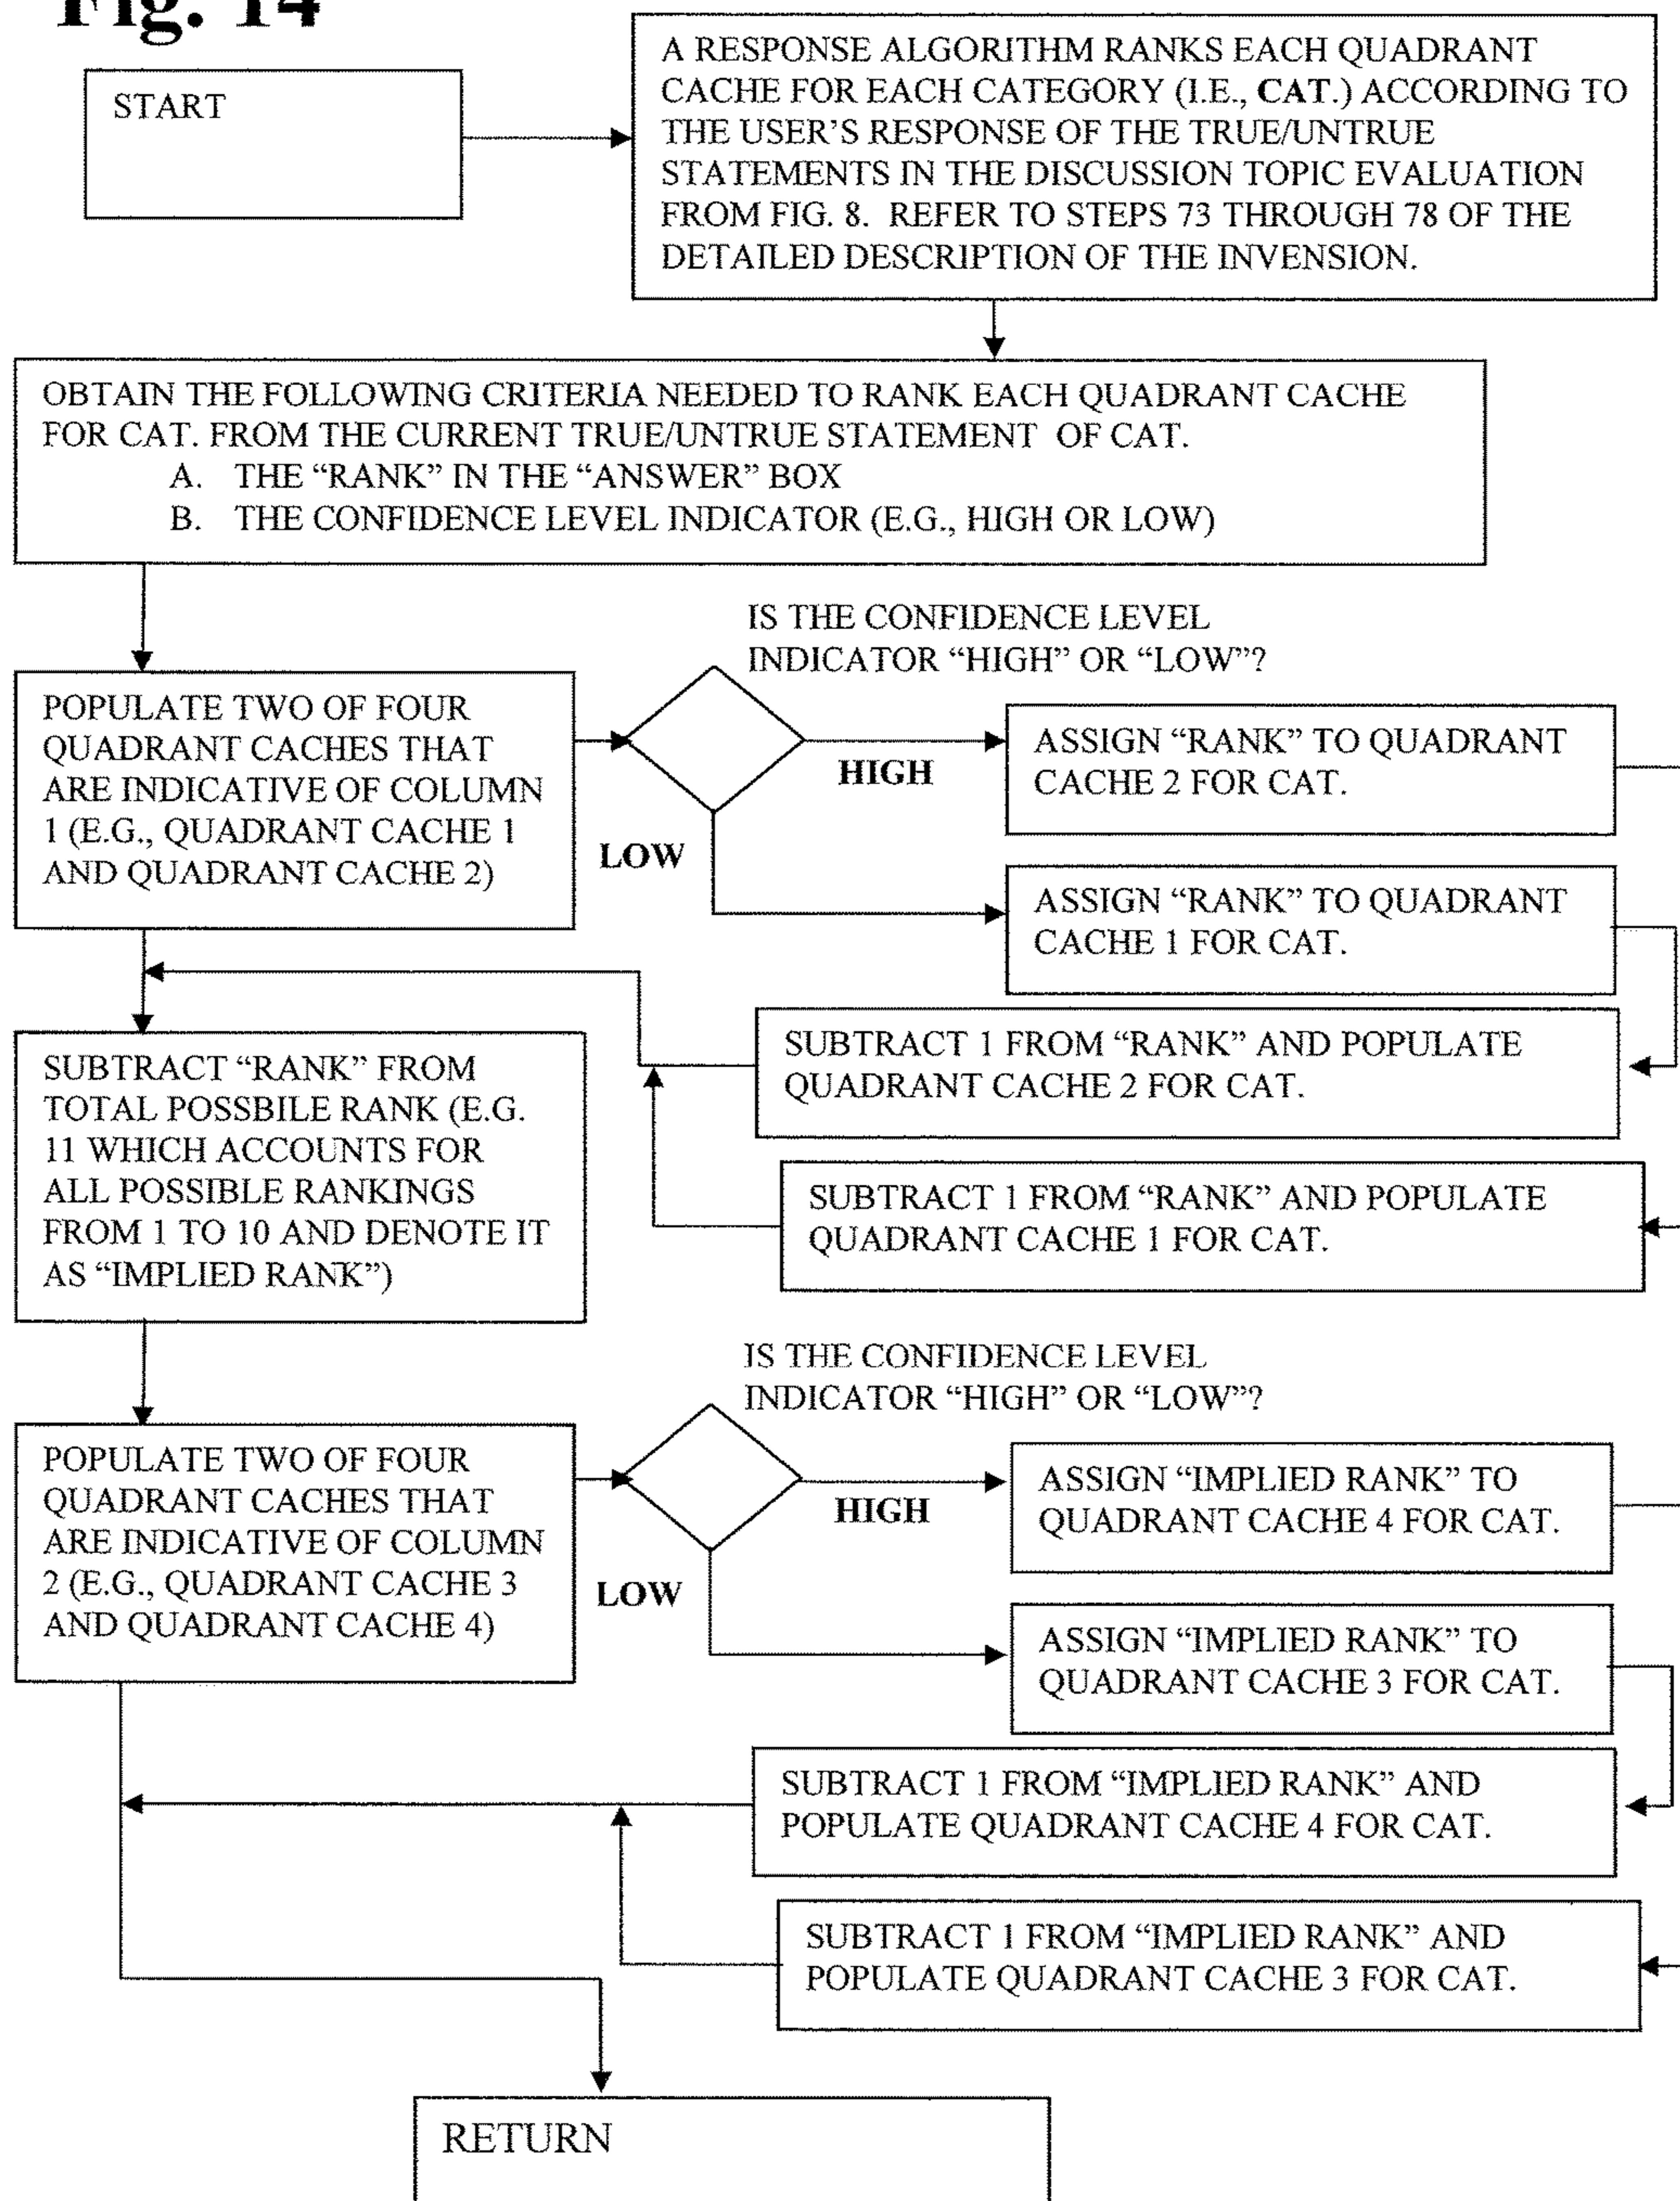 Fig. 14
START
A RESPONSE ALGORITHM RANKS EACH QUADRANT
CACHE FOR EACH CATEGORY (I.E., CAT.) ACCORDING TO
THE USER'S RESPONSE OF THE TRUE/UNTRUE
STATEMENTS IN THE DISCUSSION TOPIC EVALUATION
FROM FIG. 8. REFER TO STEPS 73 THROUGH 78 OF THE
DETAILED DESCRIPTION OF THE INVENSION.
OBTAIN THE FOLLOWING CRITERIA NEEDED TO RANK EACH QUADRANT CACHE
FOR CAT. FROM THE CURRENT TRUE/UNTRUE STATEMENT OF CAT.
A. THE “RANK” IN THE “ANSWER” BOX
B. THE CONFIDENCE LEVEL INDICATOR (E.G., HIGH OR LOW)
IS THE CONFIDENCE LEVEL
INDICATOR “HIGH” OR “LOW”?
POPULATE TWO OF FOUR
QUADRANT CACHES THAT
ARE INDICATIVE OF COLUMN
1 (E.G., QUADRANT CACHE 1
AND QUADRANT CACHE 2)
HIGH
LOW
ASSIGN “RANK” TO QUADRANT
CACHE 2 FOR CAT.
ASSIGN “RANK” TO QUADRANT
CACHE 1 FOR CAT.
SUBTRACT 1 FROM “RANK” AND POPULATE
QUADRANT CACHE 2 FOR CAT.
SUBTRACT 1 FROM “RANK” AND POPULATE
QUADRANT CACHE 1 FOR CAT.
SUBTRACT “RANK” FROM
TOTAL POSSBILE RANK (E.G.
11 WHICH ACCOUNTS FOR
ALL POSSIBLE RANKINGS
FROM 1 TO 10 AND DENOTE IT
AS “IMPLIED RANK”)
IS THE CONFIDENCE LEVEL
INDICATOR “HIGH” OR “LOW”?
POPULATE TWO OF FOUR
QUADRANT CACHES THAT
ARE INDICATIVE OF COLUMN
2 (E.G., QUADRANT CACHE 3
AND QUADRANT CACHE 4)
HIGH
LOW
ASSIGN “IMPLIED RANK” TO
QUADRANT CACHE 4 FOR CAT.
ASSIGN “IMPLIED RANK” TO
QUADRANT CACHE 3 FOR CAT.
SUBTRACT 1 FROM “IMPLIED RANK” AND
POPULATE QUADRANT CACHE 4 FOR CAT.
SUBTRACT 1 FROM “IMPLIED RANK” AND
POPULATE QUADRANT CACHE 3 FOR CAT.
RETURN